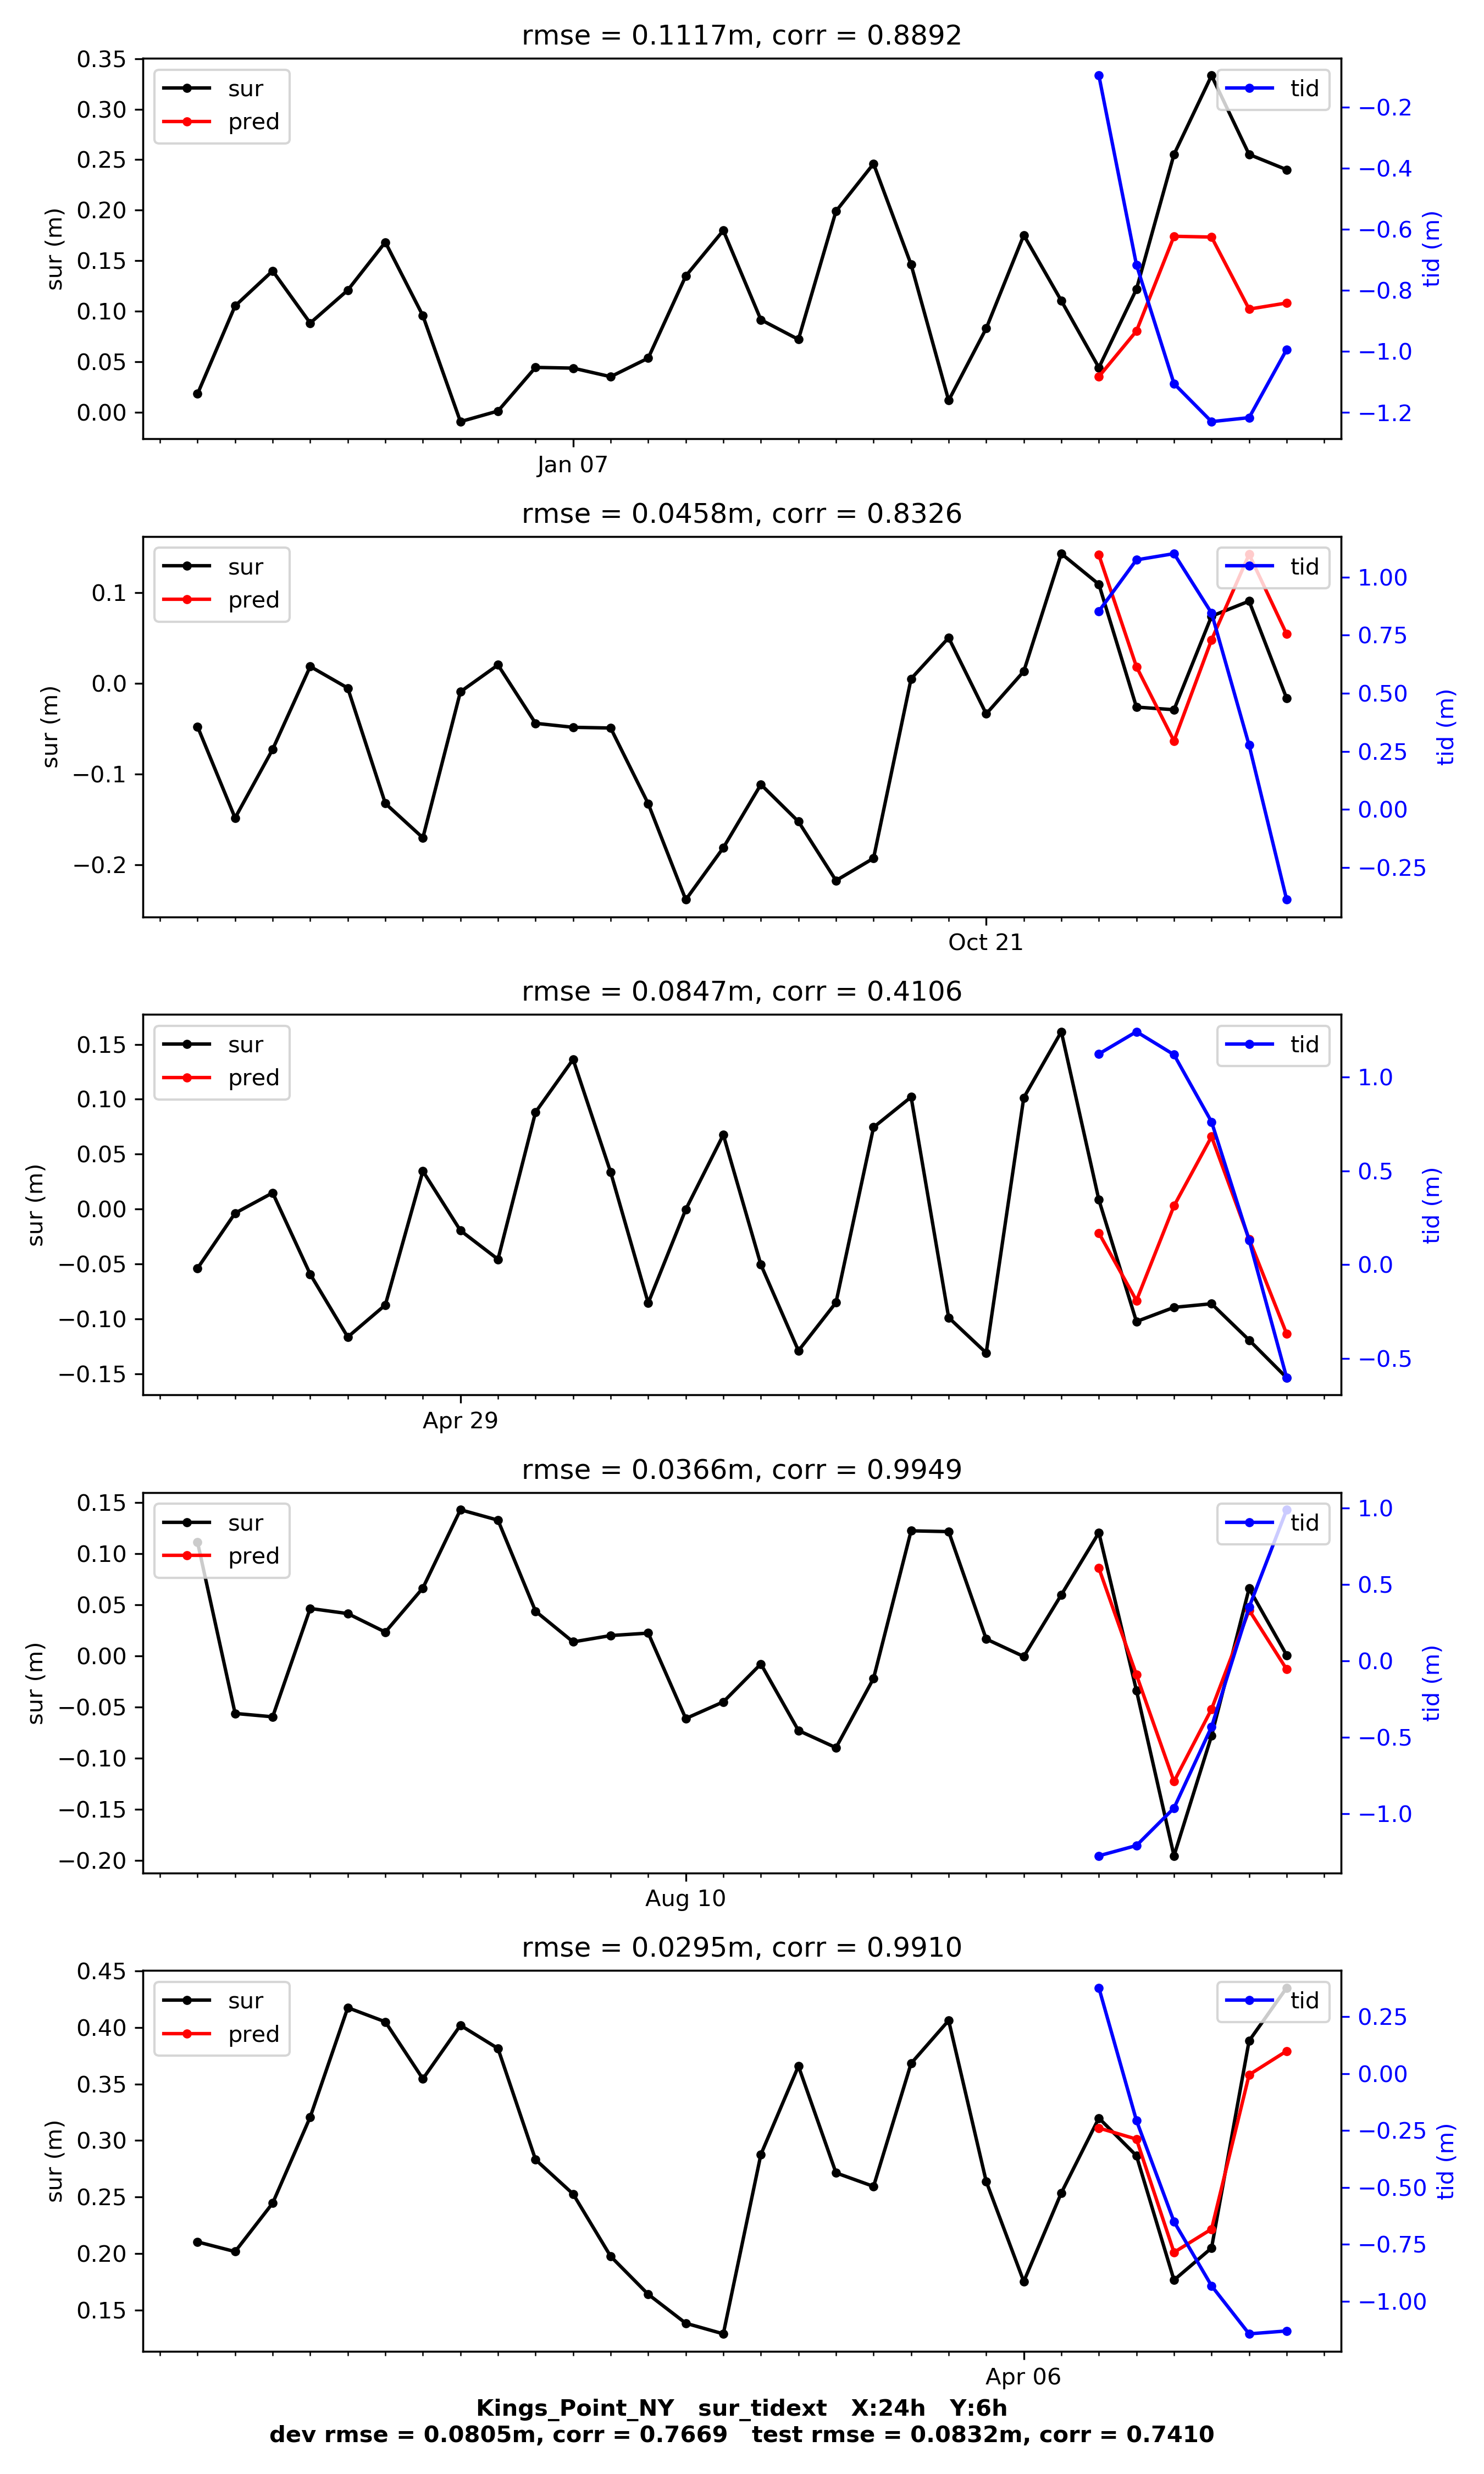 rmse = 0.1117m, corr = 0.8892
0.35
0.30
0.25
0.20
0.15
0.10
0.05
0.00
sur (m)
sur
pred
tid
−0.2
−0.4
−0.6
−0.8
−1.0
−1.2
tid (m)
Jan 07
rmse = 0.0458m, corr = 0.8326
0.1
0.0
−0.1
−0.2
sur (m)
sur
pred
tid
1.00
0.75
0.50
0.25
0.00
−0.25
tid (m)
Oct 21
rmse = 0.0847m, corr = 0.4106
0.15
0.10
0.05
0.00
−0.05
−0.10
−0.15
sur (m)
sur
pred
tid
1.0
0.5
0.0
−0.5
tid (m)
Apr 29
rmse = 0.0366m, corr = 0.9949
0.15
0.10
0.05
0.00
−0.05
−0.10
−0.15
−0.20
sur (m)
sur
pred
tid
1.0
0.5
0.0
−0.5
−1.0
tid (m)
Aug 10
rmse = 0.0295m, corr = 0.9910
0.45
0.40
0.35
0.30
0.25
0.20
0.15
sur (m)
sur
pred
tid
0.25
0.00
−0.25
−0.50
−0.75
−1.00
tid (m)
Apr 06
Kings_Point_NY sur_tidext X:24h Y:6h
dev rmse = 0.0805m, corr = 0.7669 test rmse = 0.0832m, corr = 0.7410